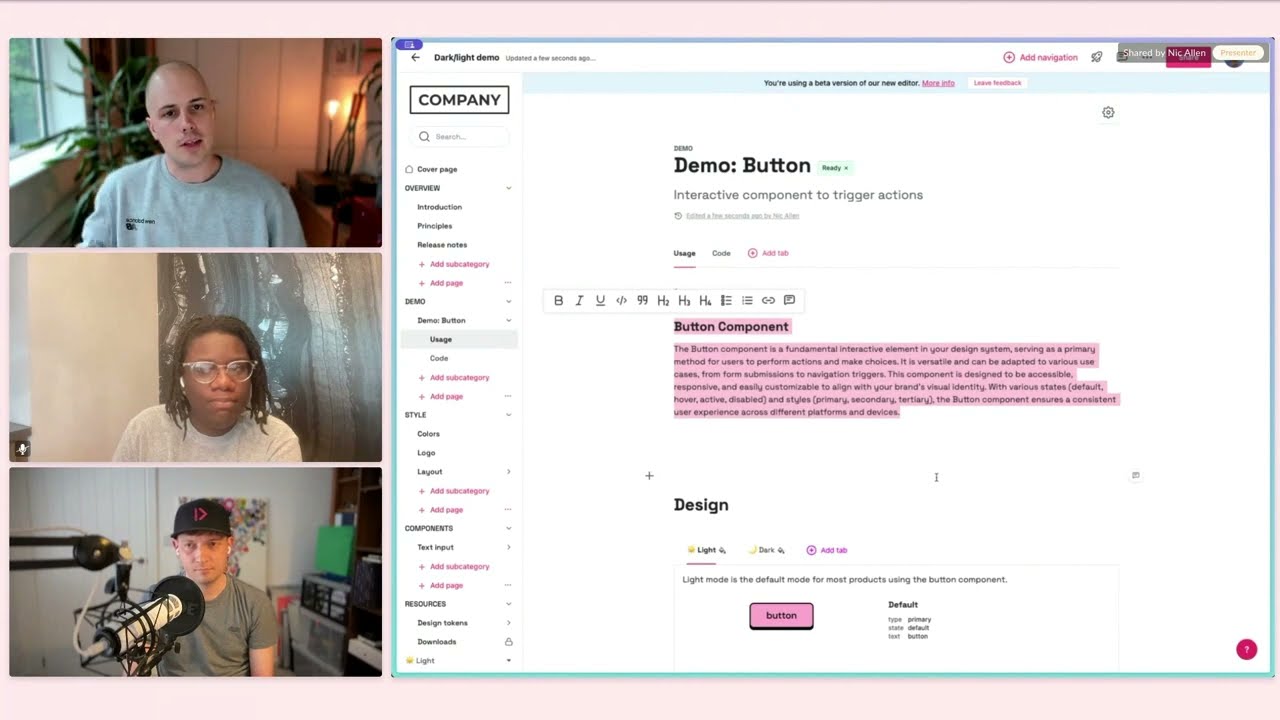 Dark/light demo
Updated a few seconds ago...
Add navigation
Shared by Nic Allen
Presenter
You're using a beta version of our new editor. More info
Leave feedback
COMPANY
Search...
Cover page
OVERVIEW
Introduction
Principles
Release notes
+ Add subcategory
+ Add page
DEMO
Demo: Button
Usage
Code
+ Add subcategory
+ Add page
STYLE
Colors
Logo
Layout
+ Add subcategory
+ Add page
COMPONENTS
Text input
+ Add subcategory
+ Add page
RESOURCES
Design tokens
Downloads
Light
DEMO
Demo: Button
Ready
Interactive component to trigger actions
Edited a few seconds ago by Nic Allen
Usage
Code
Add tab
B I U </> 99 H2 H3 H4
Button Component
The Button component is a fundamental interactive element in your design system, serving as a primary
method for users to perform actions and make choices. It is versatile and can be adapted to various use
cases, from form submissions to navigation triggers. This component is designed to be accessible,
responsive, and easily customizable to align with your brand's visual identity. With various states (default,
hover, active, disabled) and styles (primary, secondary, tertiary), the Button component ensures a consistent
user experience across different platforms and devices.
Design
Light
Dark
Add tab
Light mode is the default mode for most products using the button component.
button
Default
type primary
state default
text button
?